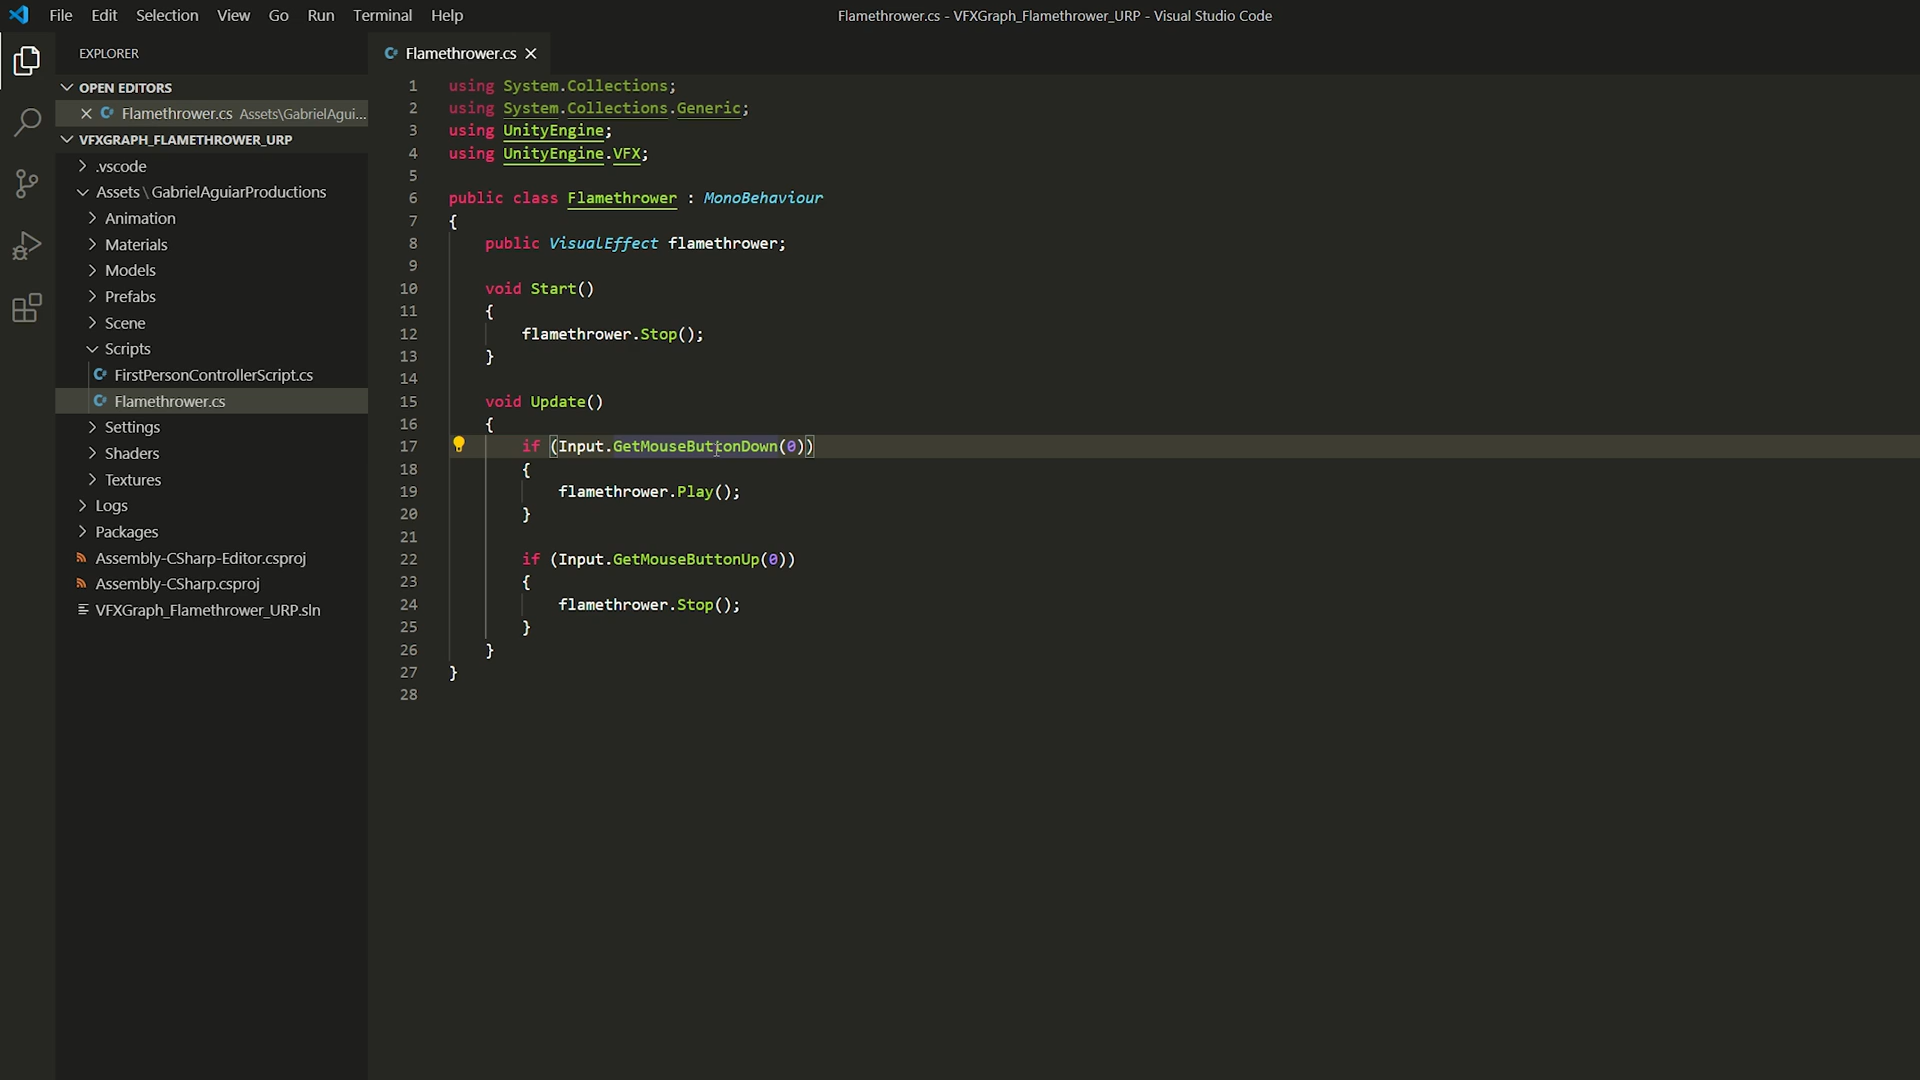 File Edit Selection View Go Run Terminal Help
Flamethrower.cs - VFXGraph_Flamethrower_URP - Visual Studio Code
EXPLORER
OPEN EDITORS
Flamethrower.cs Assets\GabrielAgui...
VFXGRAPH_FLAMETHROWER_URP
.vscode
Assets \ GabrielAguiarProductions
Animation
Materials
Models
Prefabs
Scene
Scripts
FirstPersonControllerScript.cs
Flamethrower.cs
Settings
Shaders
Textures
Logs
Packages
Assembly-CSharp-Editor.csproj
Assembly-CSharp.csproj
VFXGraph_Flamethrower_URP.sln
Flamethrower.cs
1 using System.Collections;
2 using System.Collections.Generic;
3 using UnityEngine;
4 using UnityEngine.VFX;
5
6 public class Flamethrower : MonoBehaviour
7 {
8 public VisualEffect flamethrower;
9
10 void Start()
11 {
12 flamethrower.Stop();
13 }
14
15 void Update()
16 {
17 if (Input.GetMouseButtonDown(0))
18 {
19 flamethrower.Play();
20 }
21
22 if (Input.GetMouseButtonUp(0))
23 {
24 flamethrower.Stop();
25 }
26 }
27 }
28